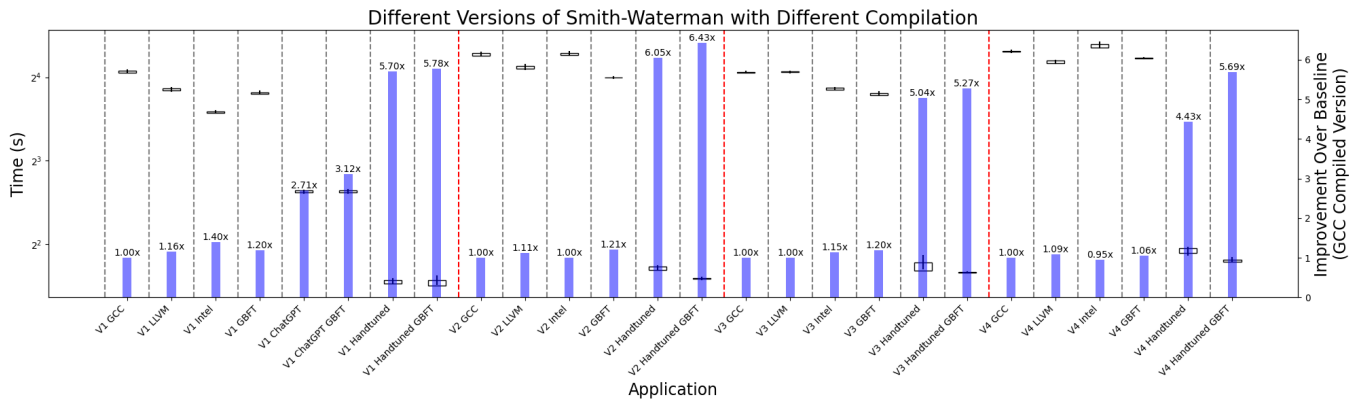 Different Versions of Smith-Waterman with Different Compilation
Time (s)
2⁴
2³
2²
1.00x
1.16x
1.40x
1.20x
2.71x
3.12x
5.70x
5.78x
1.00x
1.11x
1.00x
1.21x
6.05x
6.43x
1.00x
1.00x
1.15x
1.20x
5.04x
5.27x
1.00x
1.09x
0.95x
1.06x
4.43x
5.69x
6
5
4
3
2
1
0
Improvement Over Baseline
(GCC Compiled Version)
V1 GCC
V1 LLVM
V1 Intel
V1 GBFT
V1 ChatGPT
V1 ChatGPT GBFT
V1 Handtuned
V1 Handtuned GBFT
V2 GCC
V2 LLVM
V2 Intel
V2 GBFT
V2 Handtuned
V2 Handtuned GBFT
V3 GCC
V3 LLVM
V3 Intel
V3 GBFT
V3 Handtuned
V3 Handtuned GBFT
V4 GCC
V4 LLVM
V4 Intel
V4 GBFT
V4 Handtuned
V4 Handtuned GBFT
Application